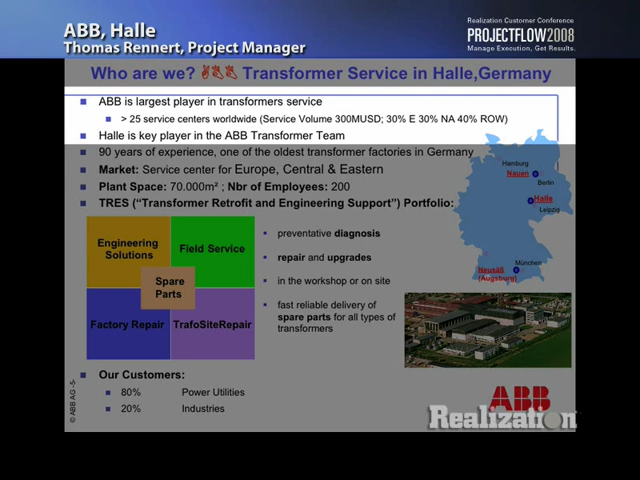 ABB, Halle
Thomas Rennert, Project Manager
Realization Customer Conference
PROJECTFLOW2008
Manage Execution, Get Results.
Who are we? Transformer Service in Halle,Germany
ABB is largest player in transformers service
> 25 service centers worldwide (Service Volume 300MUSD; 30% E 30% NA 40% ROW)
Halle is key player in the ABB Transformer Team
90 years of experience, one of the oldest transformer factories in Germany
Market: Service center for Europe, Central & Eastern
Plant Space: 70.000m² ; Nbr of Employees: 200
TRES ("Transformer Retrofit and Engineering Support") Portfolio:
Engineering
Solutions
Field Service
Spare
Parts
Factory Repair
TrafoSiteRepair
preventative diagnosis
repair and upgrades
in the workshop or on site
fast reliable delivery of
spare parts for all types of
transformers
Hamburg
Nauen
Berlin
Halle
Leipzig
München
Neusäß
(Augsburg)
Our Customers:
80% Power Utilities
20% Industries
© ABB AG -5-
ABB
Realization